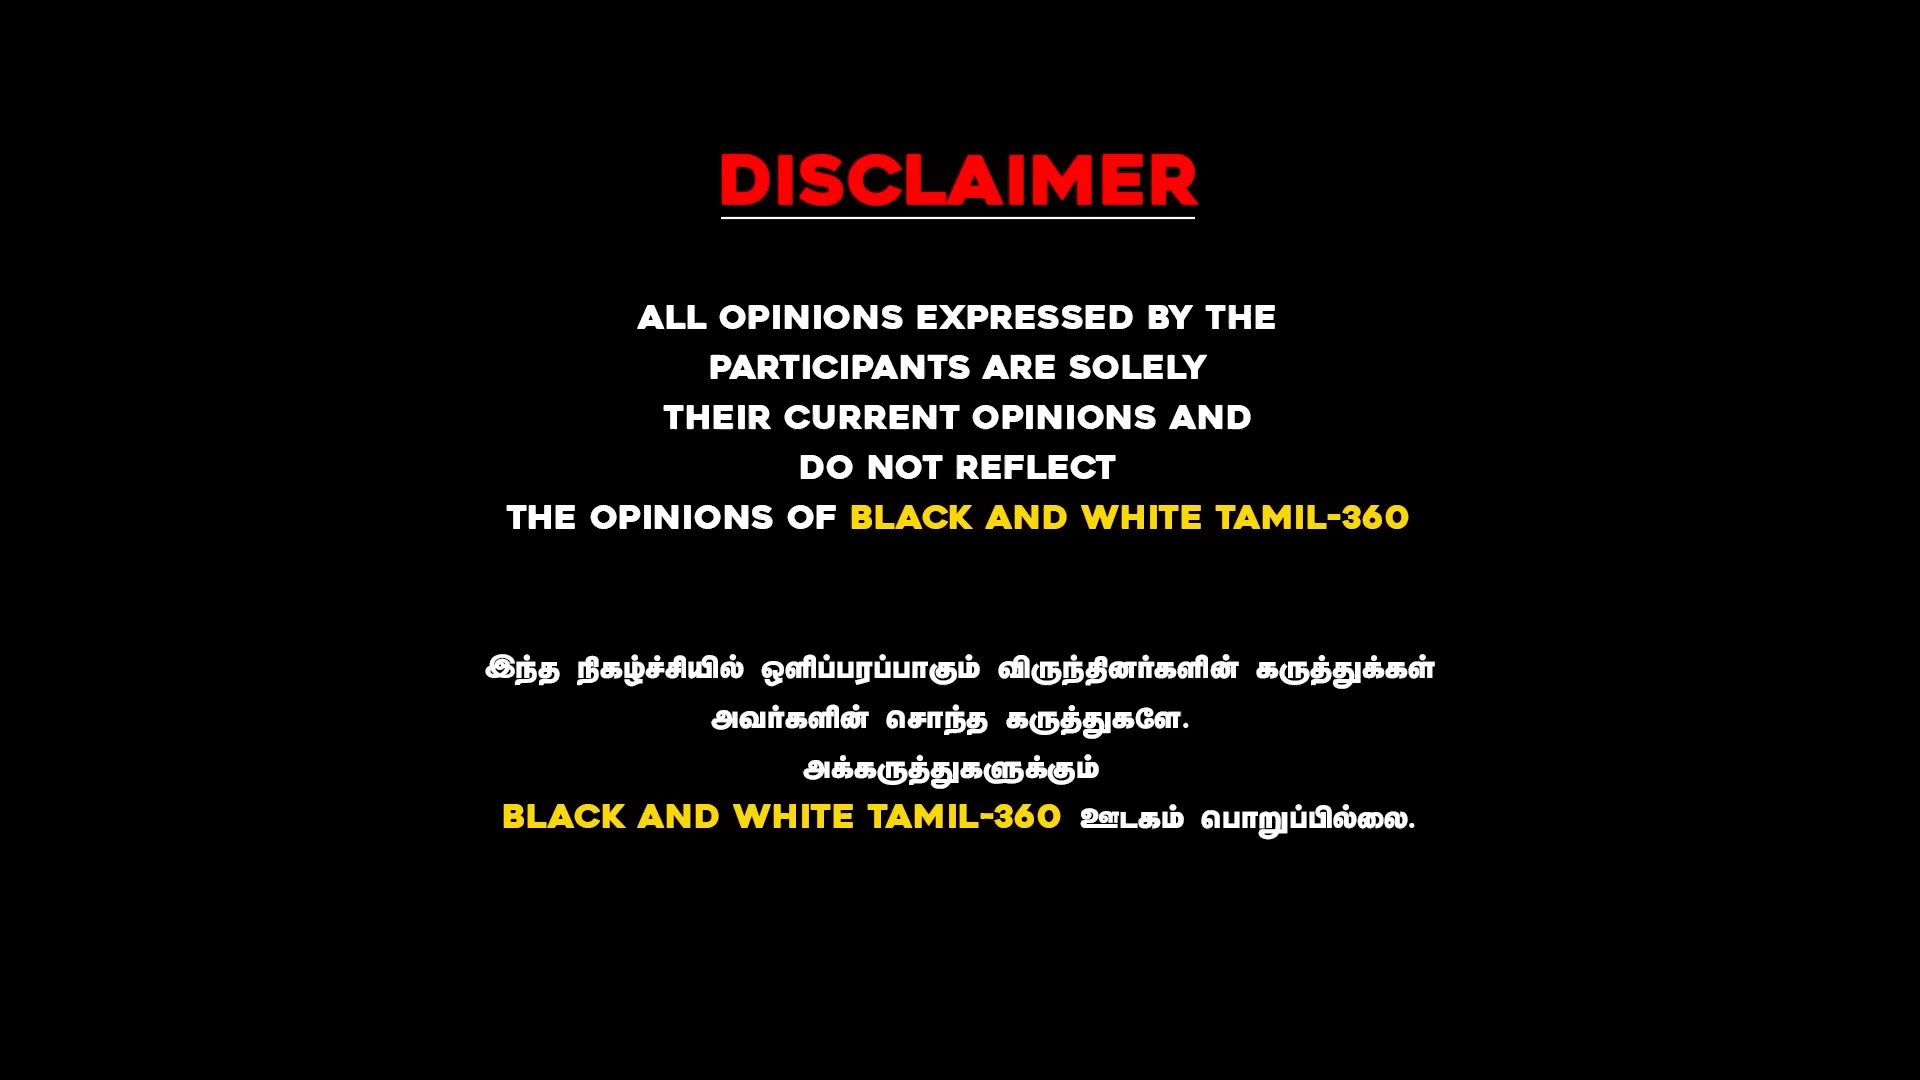 DISCLAIMER
ALL OPINIONS EXPRESSED BY THE
PARTICIPANTS ARE SOLELY
THEIR CURRENT OPINIONS AND
DO NOT REFLECT
THE OPINIONS OF BLACK AND WHITE TAMIL-360
இந்த நிகழ்ச்சியில் ஒளிப்பரப்பாகும் விருந்தினர்களின் கருத்துக்கள்
அவர்களின் சொந்த கருத்துகளே.
அக்கருத்துகளுக்கும்
BLACK AND WHITE TAMIL-360 ஊடகம் பொறுப்பில்லை.